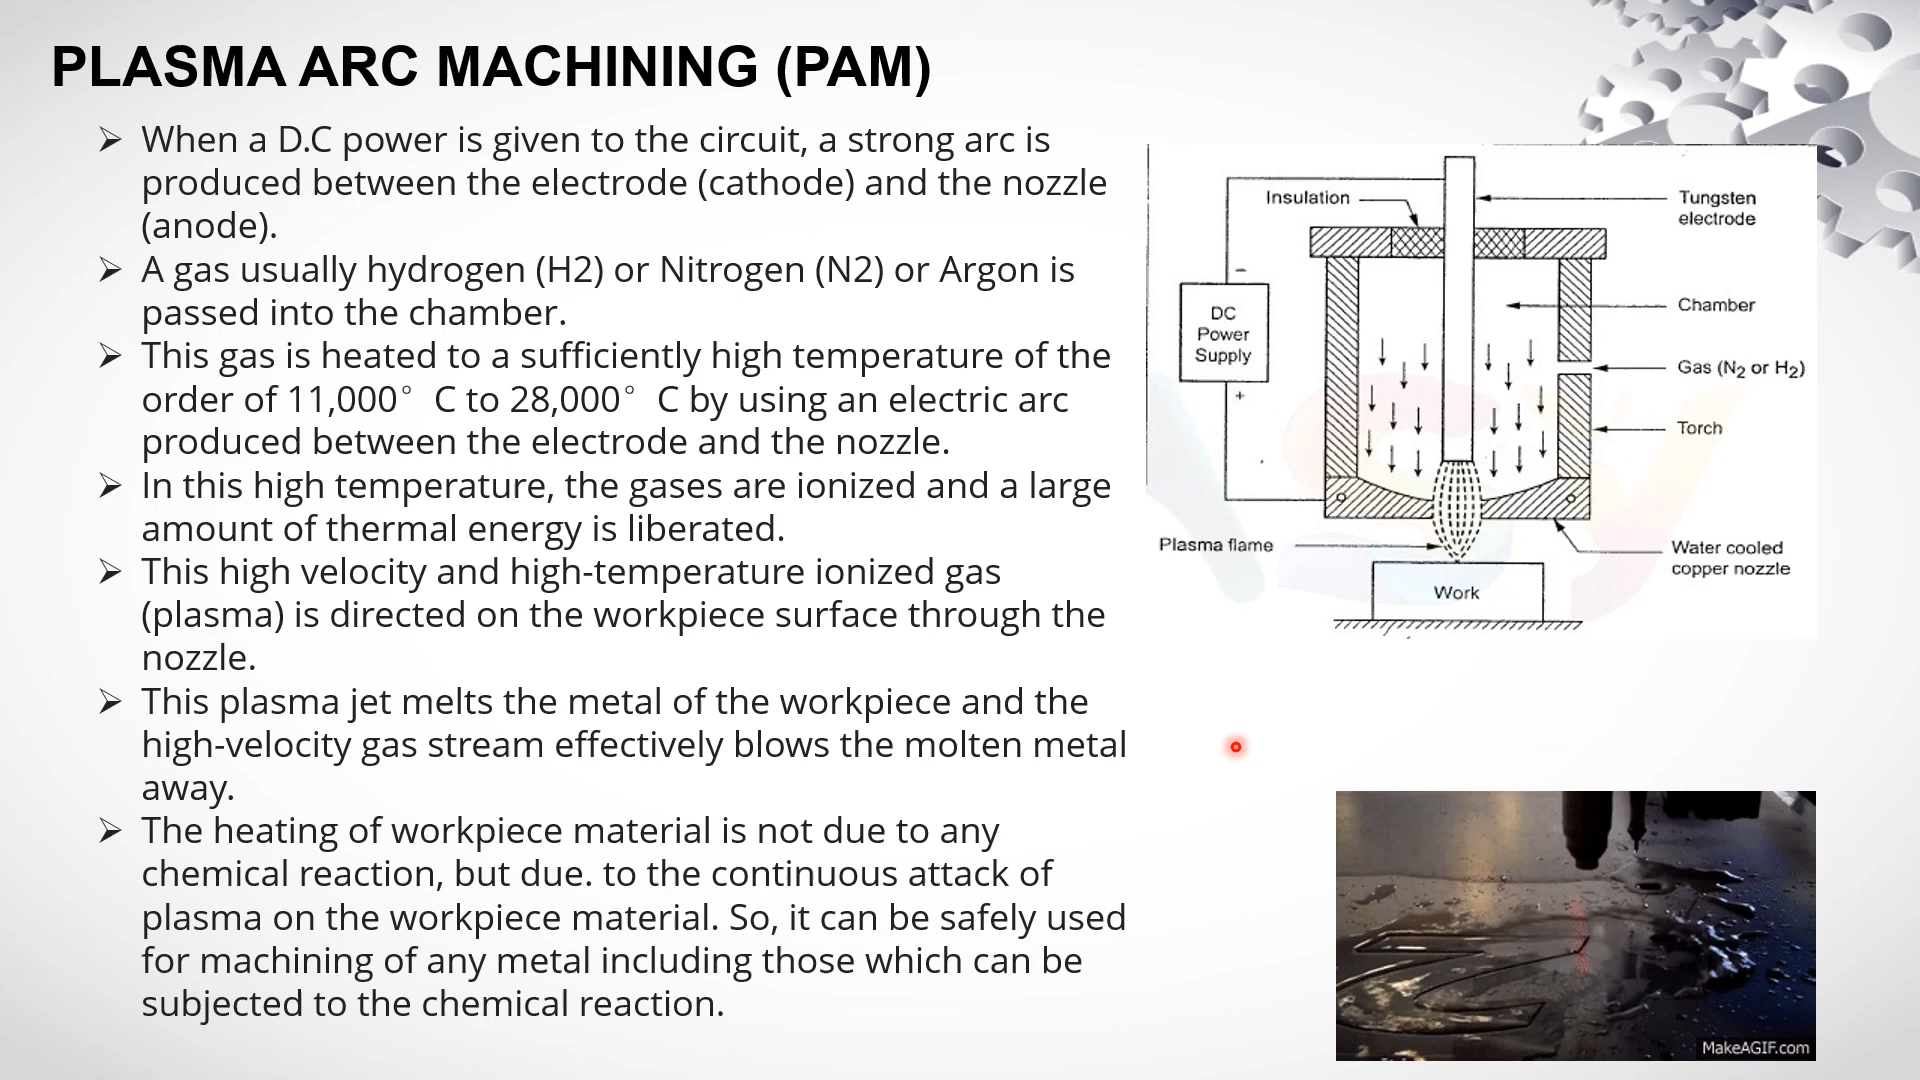 PLASMA ARC MACHINING (PAM)
➢ When a D.C power is given to the circuit, a strong arc is
produced between the electrode (cathode) and the nozzle
(anode).
➢ A gas usually hydrogen (H2) or Nitrogen (N2) or Argon is
passed into the chamber.
➢ This gas is heated to a sufficiently high temperature of the
order of 11,000° C to 28,000° C by using an electric arc
produced between the electrode and the nozzle.
➢ In this high temperature, the gases are ionized and a large
amount of thermal energy is liberated.
➢ This high velocity and high-temperature ionized gas
(plasma) is directed on the workpiece surface through the
nozzle.
➢ This plasma jet melts the metal of the workpiece and the
high-velocity gas stream effectively blows the molten metal
away.
➢ The heating of workpiece material is not due to any
chemical reaction, but due. to the continuous attack of
plasma on the workpiece material. So, it can be safely used
for machining of any metal including those which can be
subjected to the chemical reaction.
Insulation
Tungsten
electrode
–
DC
Power
Supply
+
Chamber
Gas (N₂ or H₂)
Torch
Plasma flame
Water cooled
copper nozzle
Work
MakeAGIF.com